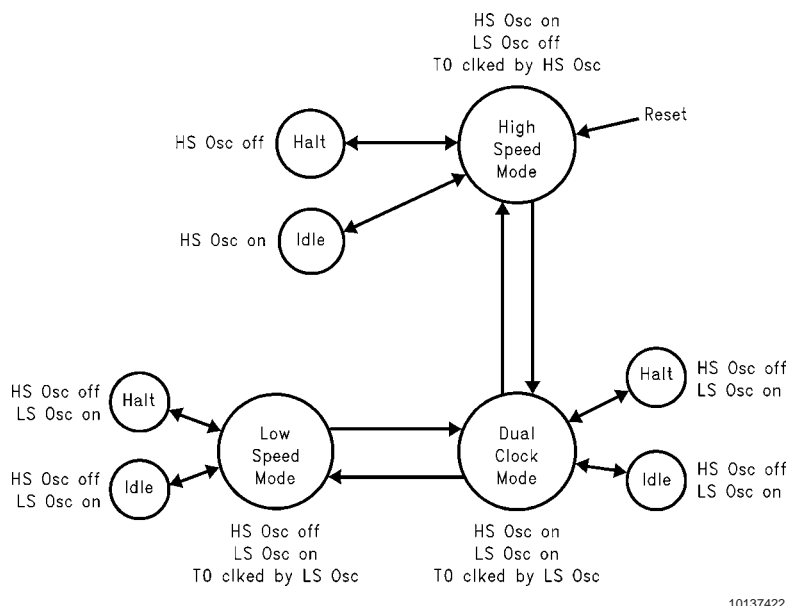 HS Osc on
LS Osc off
T0 clked by HS Osc
Reset
High
Speed
Mode
HS Osc off
Halt
HS Osc on
Idle
HS Osc off
LS Osc on
Halt
HS Osc off
LS Osc on
Idle
Low
Speed
Mode
HS Osc off
LS Osc on
T0 clked by LS Osc
Dual
Clock
Mode
HS Osc on
LS Osc on
T0 clked by LS Osc
Halt
HS Osc off
LS Osc on
Idle
HS Osc off
LS Osc on
10137422